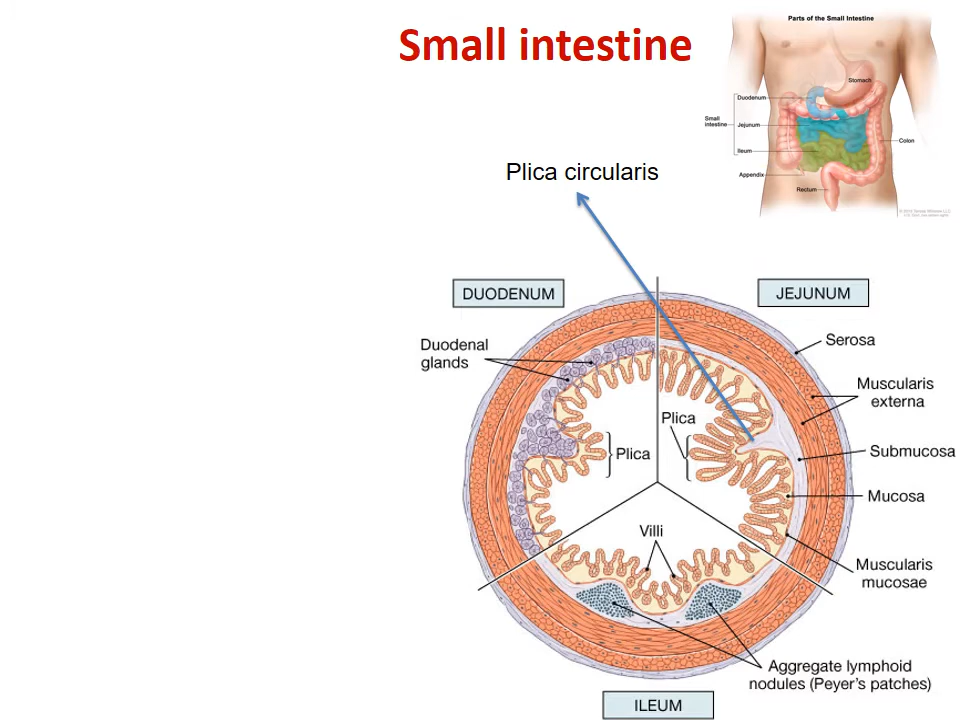 Small intestine
Parts of the Small Intestine
Stomach
Duodenum
Small
intestine
Jejunum
Colon
Ileum
Appendix
Rectum
Plica circularis
DUODENUM
JEJUNUM
Duodenal
glands
Serosa
Muscularis
externa
Plica
Plica
Submucosa
Mucosa
Villi
Muscularis
mucosae
Aggregate lymphoid
nodules (Peyer's patches)
ILEUM